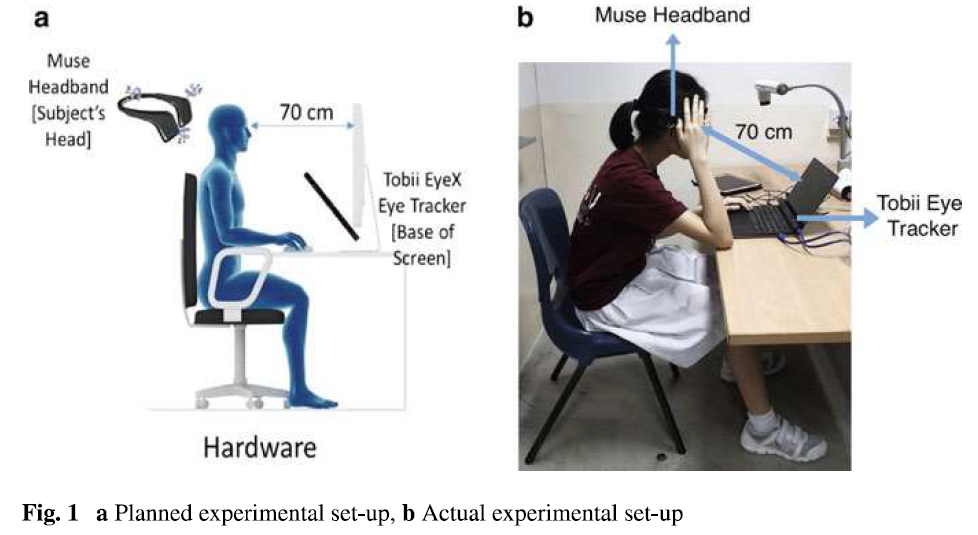 a
Muse
Headband
[Subject's
Head]
70 cm
Tobii EyeX
Eye Tracker
[Base of
Screen]
Hardware
b
Muse Headband
70 cm
Tobii Eye
Tracker
Fig. 1 a Planned experimental set-up, b Actual experimental set-up